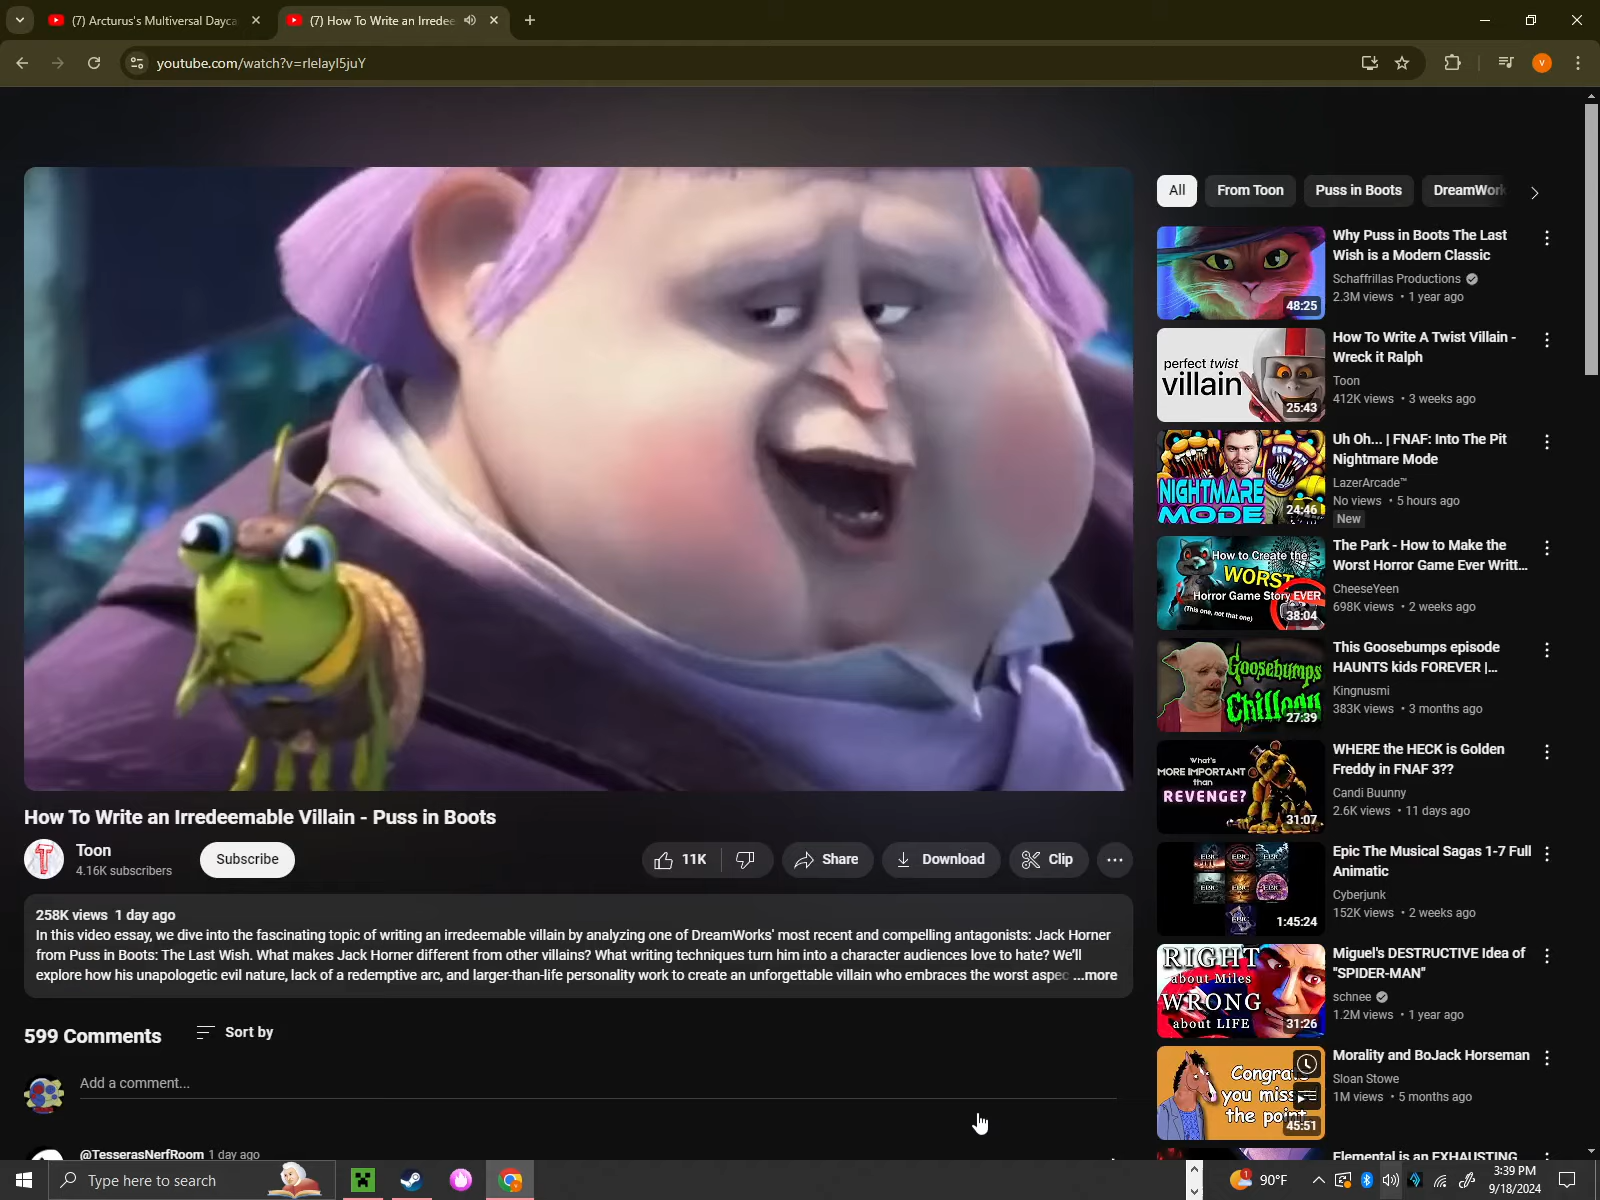 (7) Arcturus's Multiversal Dayca
(7) How To Write an Irredee
youtube.com/watch?v=rlelayI5juY
V
How To Write an Irredeemable Villain - Puss in Boots
T
Toon
4.16K subscribers
Subscribe
11K
Share
Download
Clip
258K views 1 day ago
In this video essay, we dive into the fascinating topic of writing an irredeemable villain by analyzing one of DreamWorks' most recent and compelling antagonists: Jack Horner
from Puss in Boots: The Last Wish. What makes Jack Horner different from other villains? What writing techniques turn him into a character audiences love to hate? We'll
explore how his unapologetic evil nature, lack of a redemptive arc, and larger-than-life personality work to create an unforgettable villain who embraces the worst aspec ...more
599 Comments
Sort by
Add a comment...
@TesserasNerfRoom 1 day ago
All
From Toon
Puss in Boots
DreamWork
48:25
Why Puss in Boots The Last
Wish is a Modern Classic
Schaffrillas Productions
2.3M views • 1 year ago
perfect twist
villain
25:43
How To Write A Twist Villain -
Wreck it Ralph
Toon
412K views • 3 weeks ago
NIGHTMARE
MODE
24:46
Uh Oh... | FNAF: Into The Pit
Nightmare Mode
LazerArcade™
No views • 5 hours ago
New
How to Create the
WORST
Horror Game Story EVER
(This one, not that one)
38:04
The Park - How to Make the
Worst Horror Game Ever Writt...
CheeseYeen
698K views • 2 weeks ago
Goosebumps
Chillogy
27:39
This Goosebumps episode
HAUNTS kids FOREVER |...
Kingnusmi
383K views • 3 months ago
What's
MORE IMPORTANT
than
REVENGE?
31:07
WHERE the HECK is Golden
Freddy in FNAF 3??
Candi Buunny
2.6K views • 11 days ago
EPIC EPIC EPIC
EPIC EPIC
EPIC
1:45:24
Epic The Musical Sagas 1-7 Full
Animatic
Cyberjunk
152K views • 2 weeks ago
RIGHT
about Miles
WRONG
about LIFE
31:26
Miguel's DESTRUCTIVE Idea of
"SPIDER-MAN"
schnee
1.2M views • 1 year ago
Congra
you miss
the point
45:51
Morality and BoJack Horseman
Sloan Stowe
1M views • 5 months ago
Elemental is an EXHAUSTING
Type here to search
90°F
3:39 PM
9/18/2024